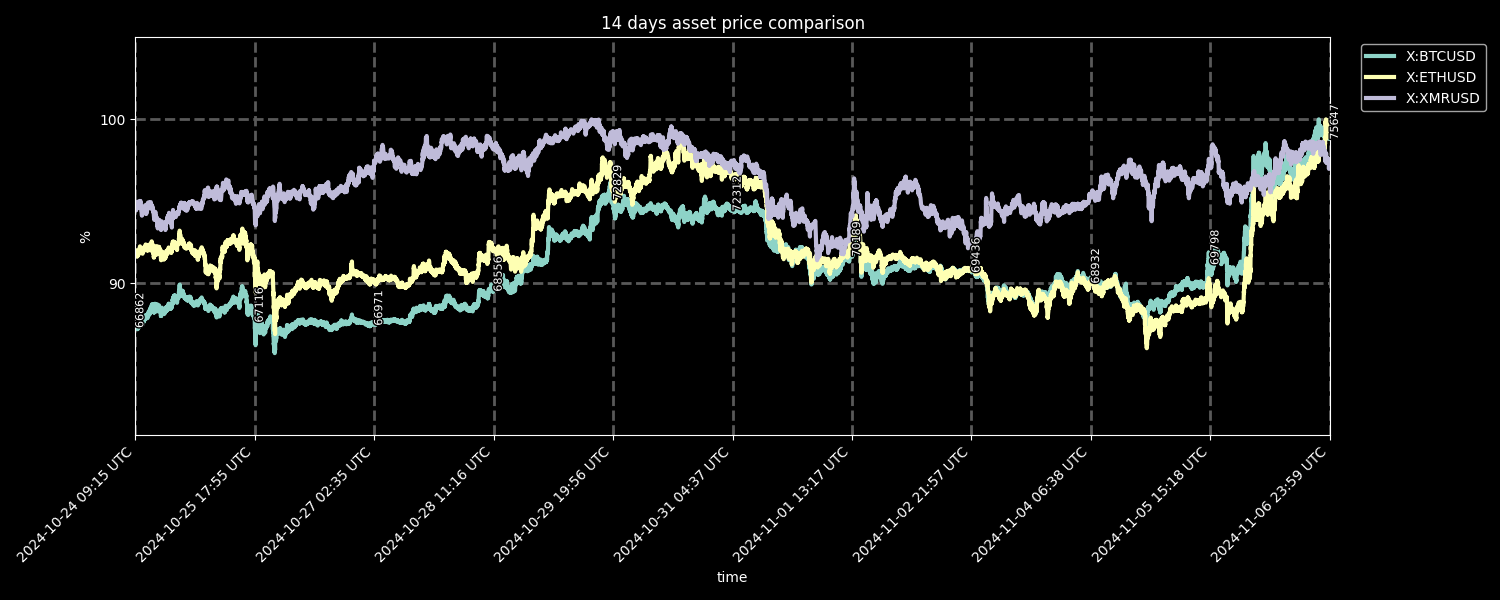 14 days asset price comparison
X:BTCUSD
X:ETHUSD
X:XMRUSD
100
90
%
66862
67116
66971
68556
72829
72312
70189
69436
68932
69798
75647
2024-10-24 09:15 UTC
2024-10-25 17:55 UTC
2024-10-27 02:35 UTC
2024-10-28 11:16 UTC
2024-10-29 19:56 UTC
2024-10-31 04:37 UTC
2024-11-01 13:17 UTC
2024-11-02 21:57 UTC
2024-11-04 06:38 UTC
2024-11-05 15:18 UTC
2024-11-06 23:59 UTC
time